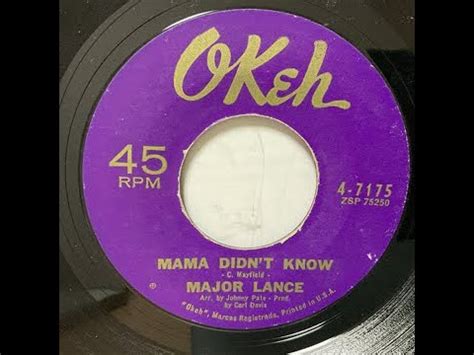 OKeh
45
RPM
4-7175
ZSP 75250
MAMA DIDN'T KNOW
- C. Mayfield -
MAJOR LANCE
Arr. by Johnny Pate - Prod.
by Carl Davis
"Okeh", Marcas Registrada. Printed in U.S.A.